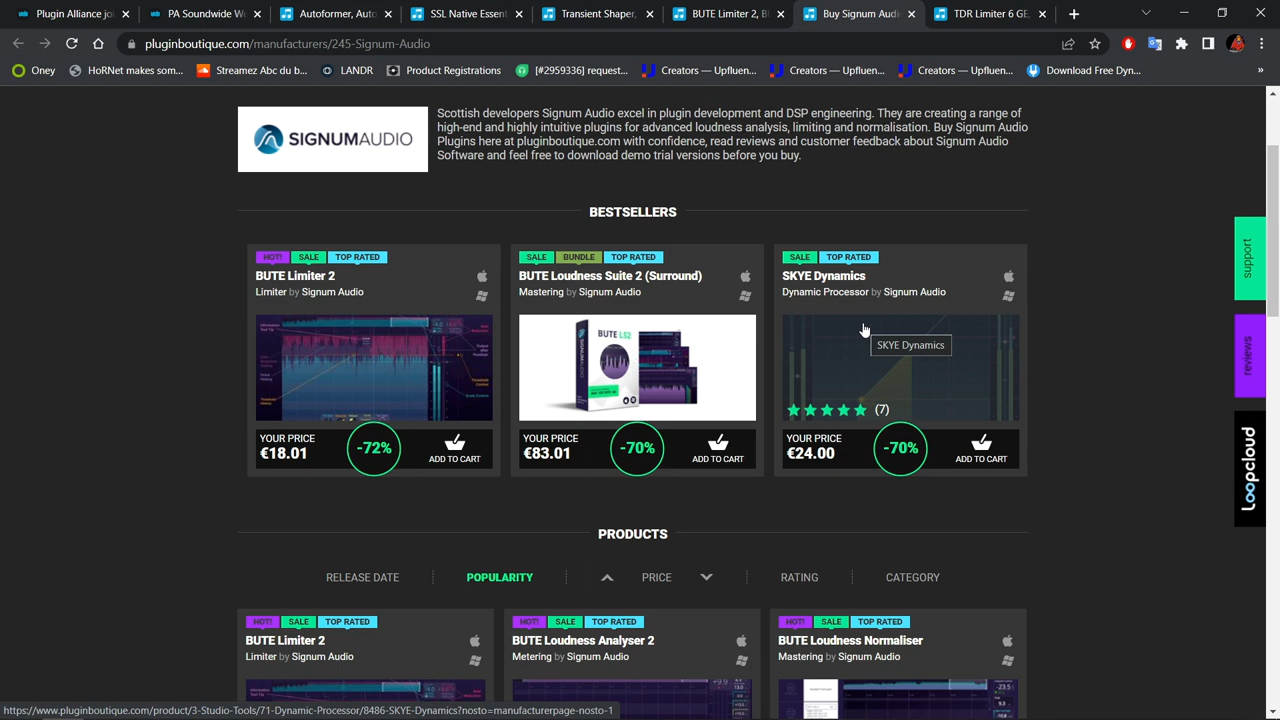 Plugin Alliance joi
PA Soundwide W
Autoformer, Auto
SSL Native Essent
Transient Shaper,
BUTE Limiter 2, B
Buy Signum Audi
TDR Limiter 6 GE,
pluginboutique.com/manufacturers/245-Signum-Audio
Oney
HoRNet makes som...
Streamez Abc du b...
LANDR
Product Registrations
[#2959336] request...
Creators — Upfluen...
Creators — Upfluen...
Creators — Upfluen...
Download Free Dyn...
»
SIGNUMAUDIO
Scottish developers Signum Audio excel in plugin development and DSP engineering. They are creating a range of
high-end and highly intuitive plugins for advanced loudness analysis, limiting and normalisation. Buy Signum Audio
Plugins here at pluginboutique.com with confidence, read reviews and customer feedback about Signum Audio
Software and feel free to download demo trial versions before you buy.
BESTSELLERS
HOT! SALE TOP RATED
BUTE Limiter 2
Limiter by Signum Audio
YOUR PRICE
€18.01
-72%
ADD TO CART
SALE BUNDLE TOP RATED
BUTE Loudness Suite 2 (Surround)
Mastering by Signum Audio
BUTE LS2
YOUR PRICE
€83.01
-70%
ADD TO CART
SALE TOP RATED
SKYE Dynamics
Dynamic Processor by Signum Audio
SKYE Dynamics
(7)
YOUR PRICE
€24.00
-70%
ADD TO CART
support
reviews
Loopcloud
PRODUCTS
RELEASE DATE
POPULARITY
PRICE
RATING
CATEGORY
HOT! SALE TOP RATED
BUTE Limiter 2
Limiter by Signum Audio
HOT! SALE TOP RATED
BUTE Loudness Analyser 2
Metering by Signum Audio
HOT! SALE TOP RATED
BUTE Loudness Normaliser
Mastering by Signum Audio
https://www.pluginboutique.com/product/3-Studio-Tools/71-Dynamic-Processor/8486-SKYE-Dynamics?nosto=manufacturerpage-nosto-1